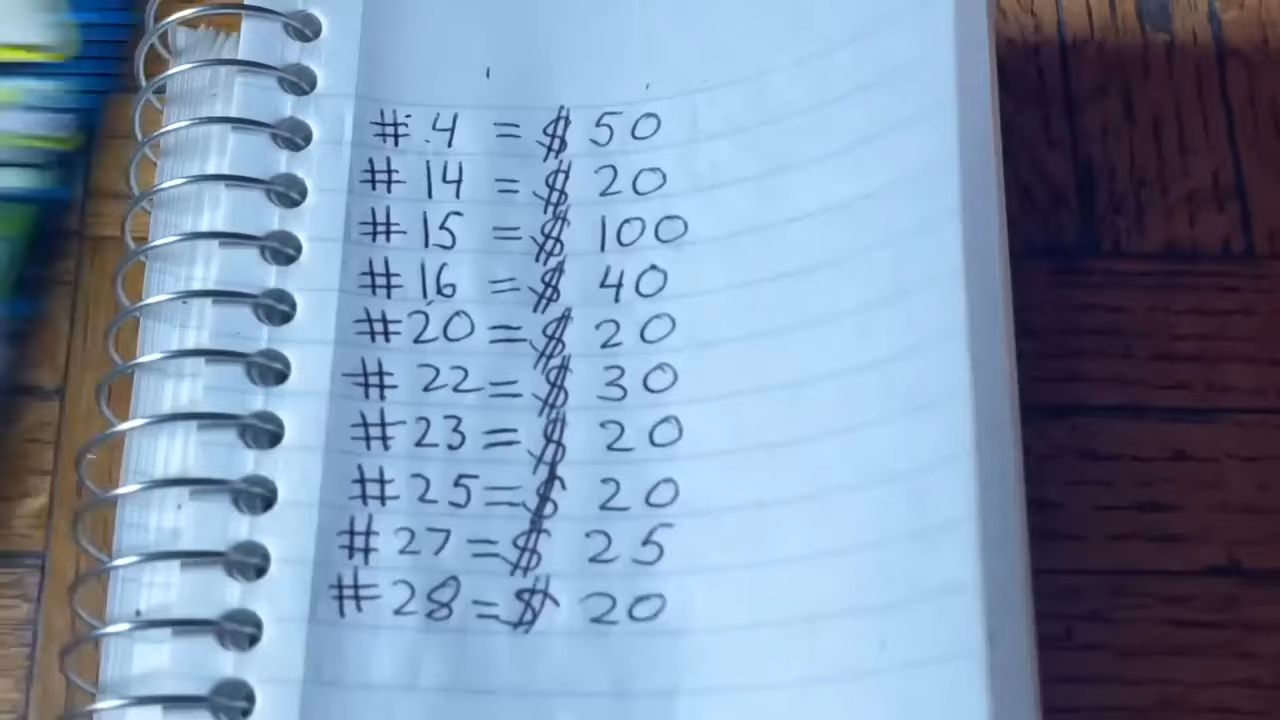 # 4 = $ 50
# 14 = $ 20
# 15 = $ 100
# 16 = $ 40
# 20 = $ 20
# 22 = $ 30
# 23 = $ 20
# 25 = $ 20
# 27 = $ 25
# 28 = $ 20